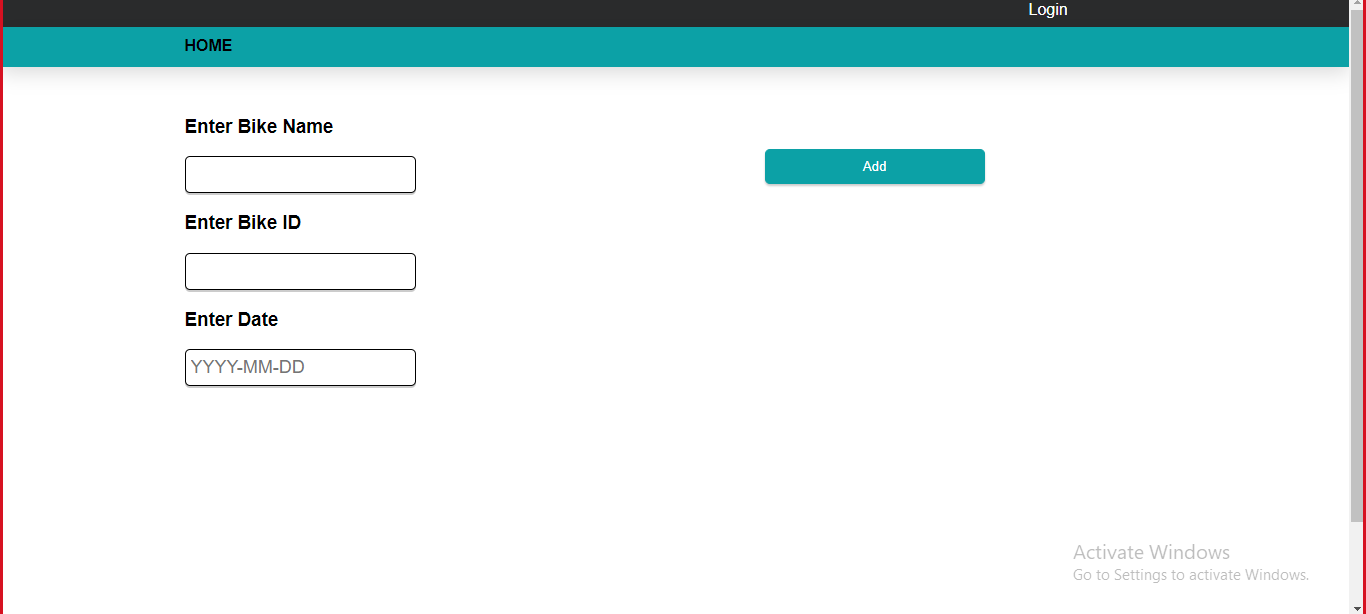 Login
HOME
Enter Bike Name
Add
Enter Bike ID
Enter Date
YYYY-MM-DD
Activate Windows
Go to Settings to activate Windows.